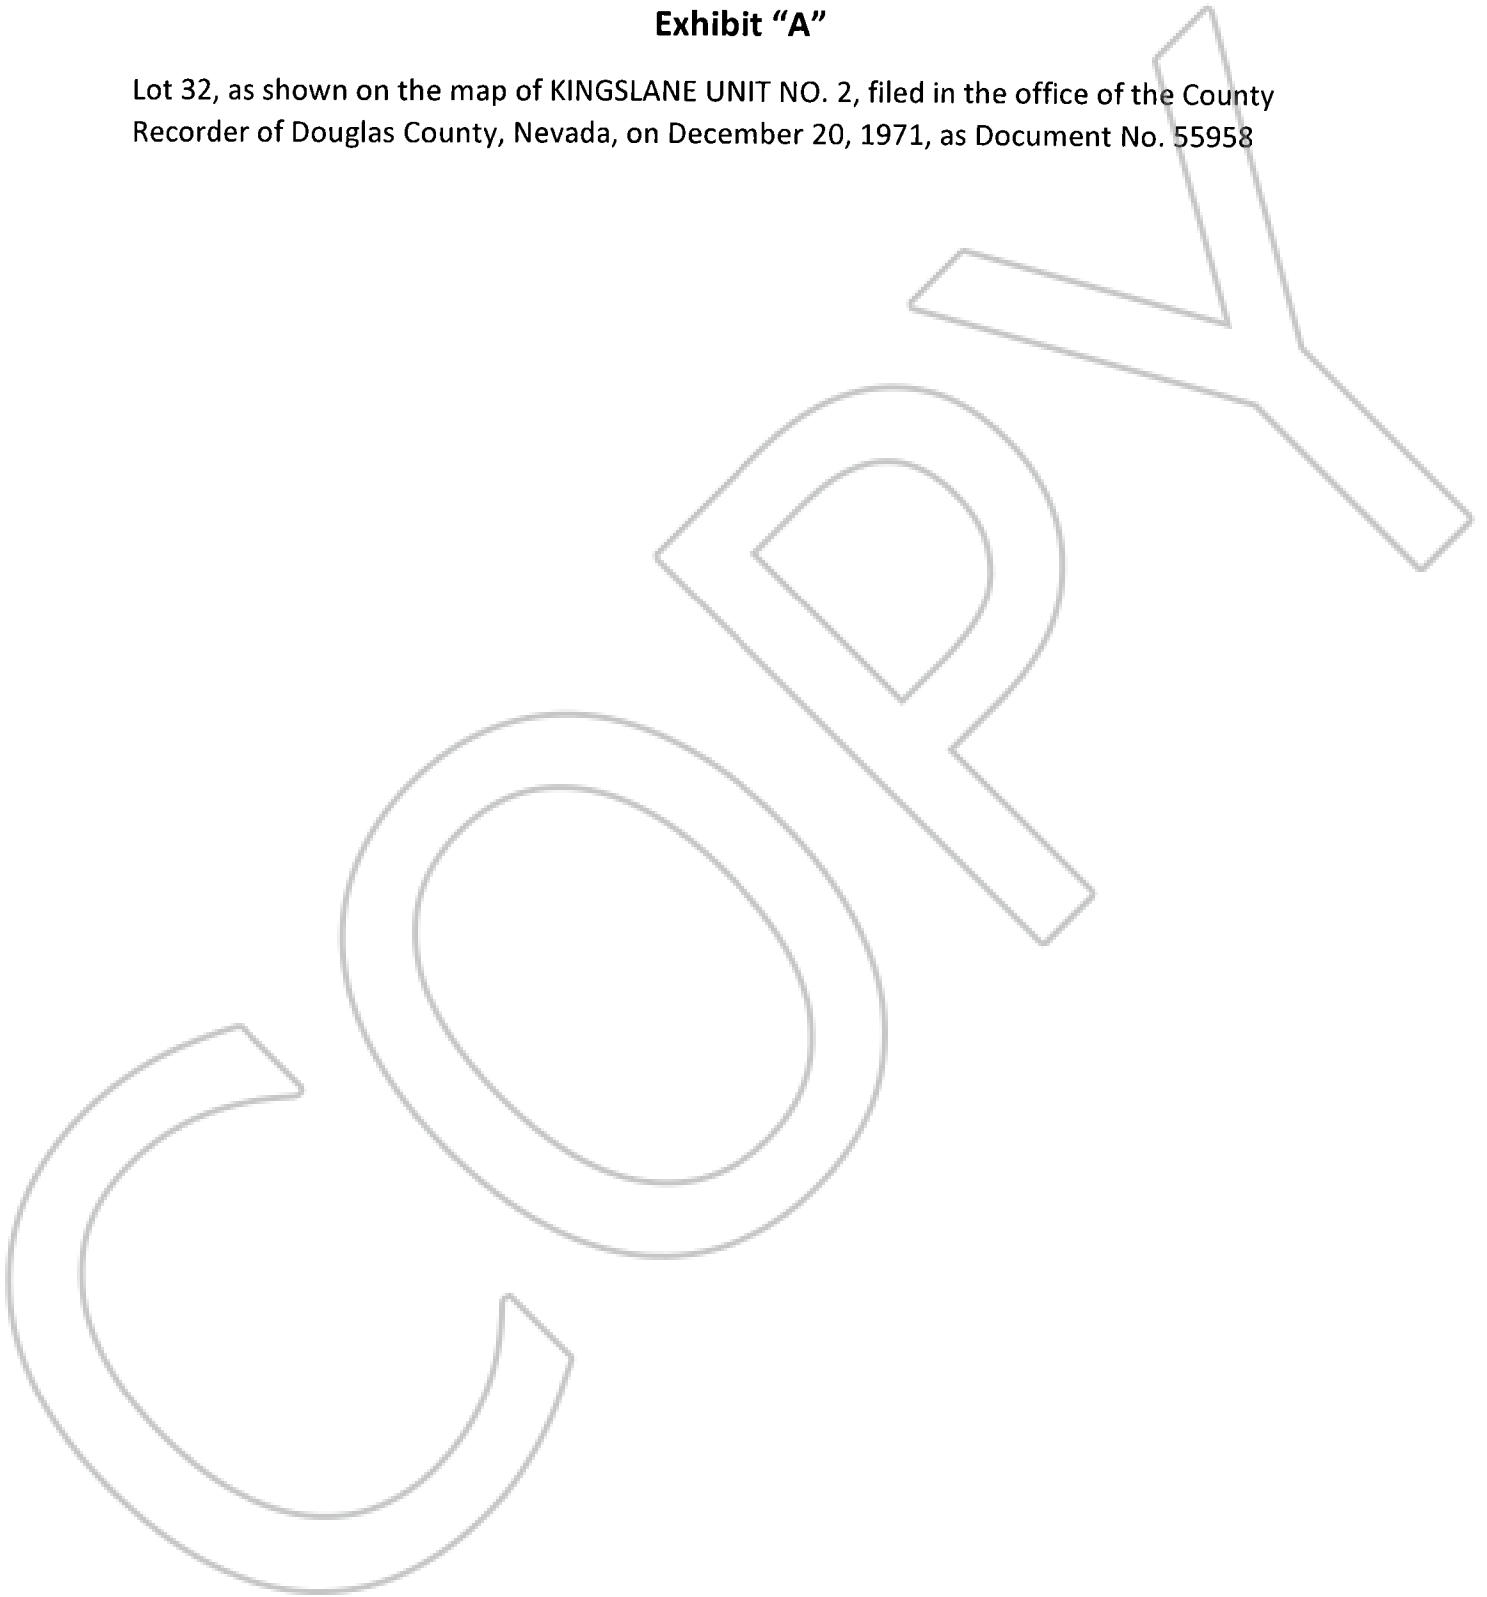 Exhibit “A”
Lot 32, as shown on the map of KINGSLANE UNIT NO. 2, filed in the office of the County
Recorder of Douglas County, Nevada, on December 20, 1971, as Document No. 55958
COPY